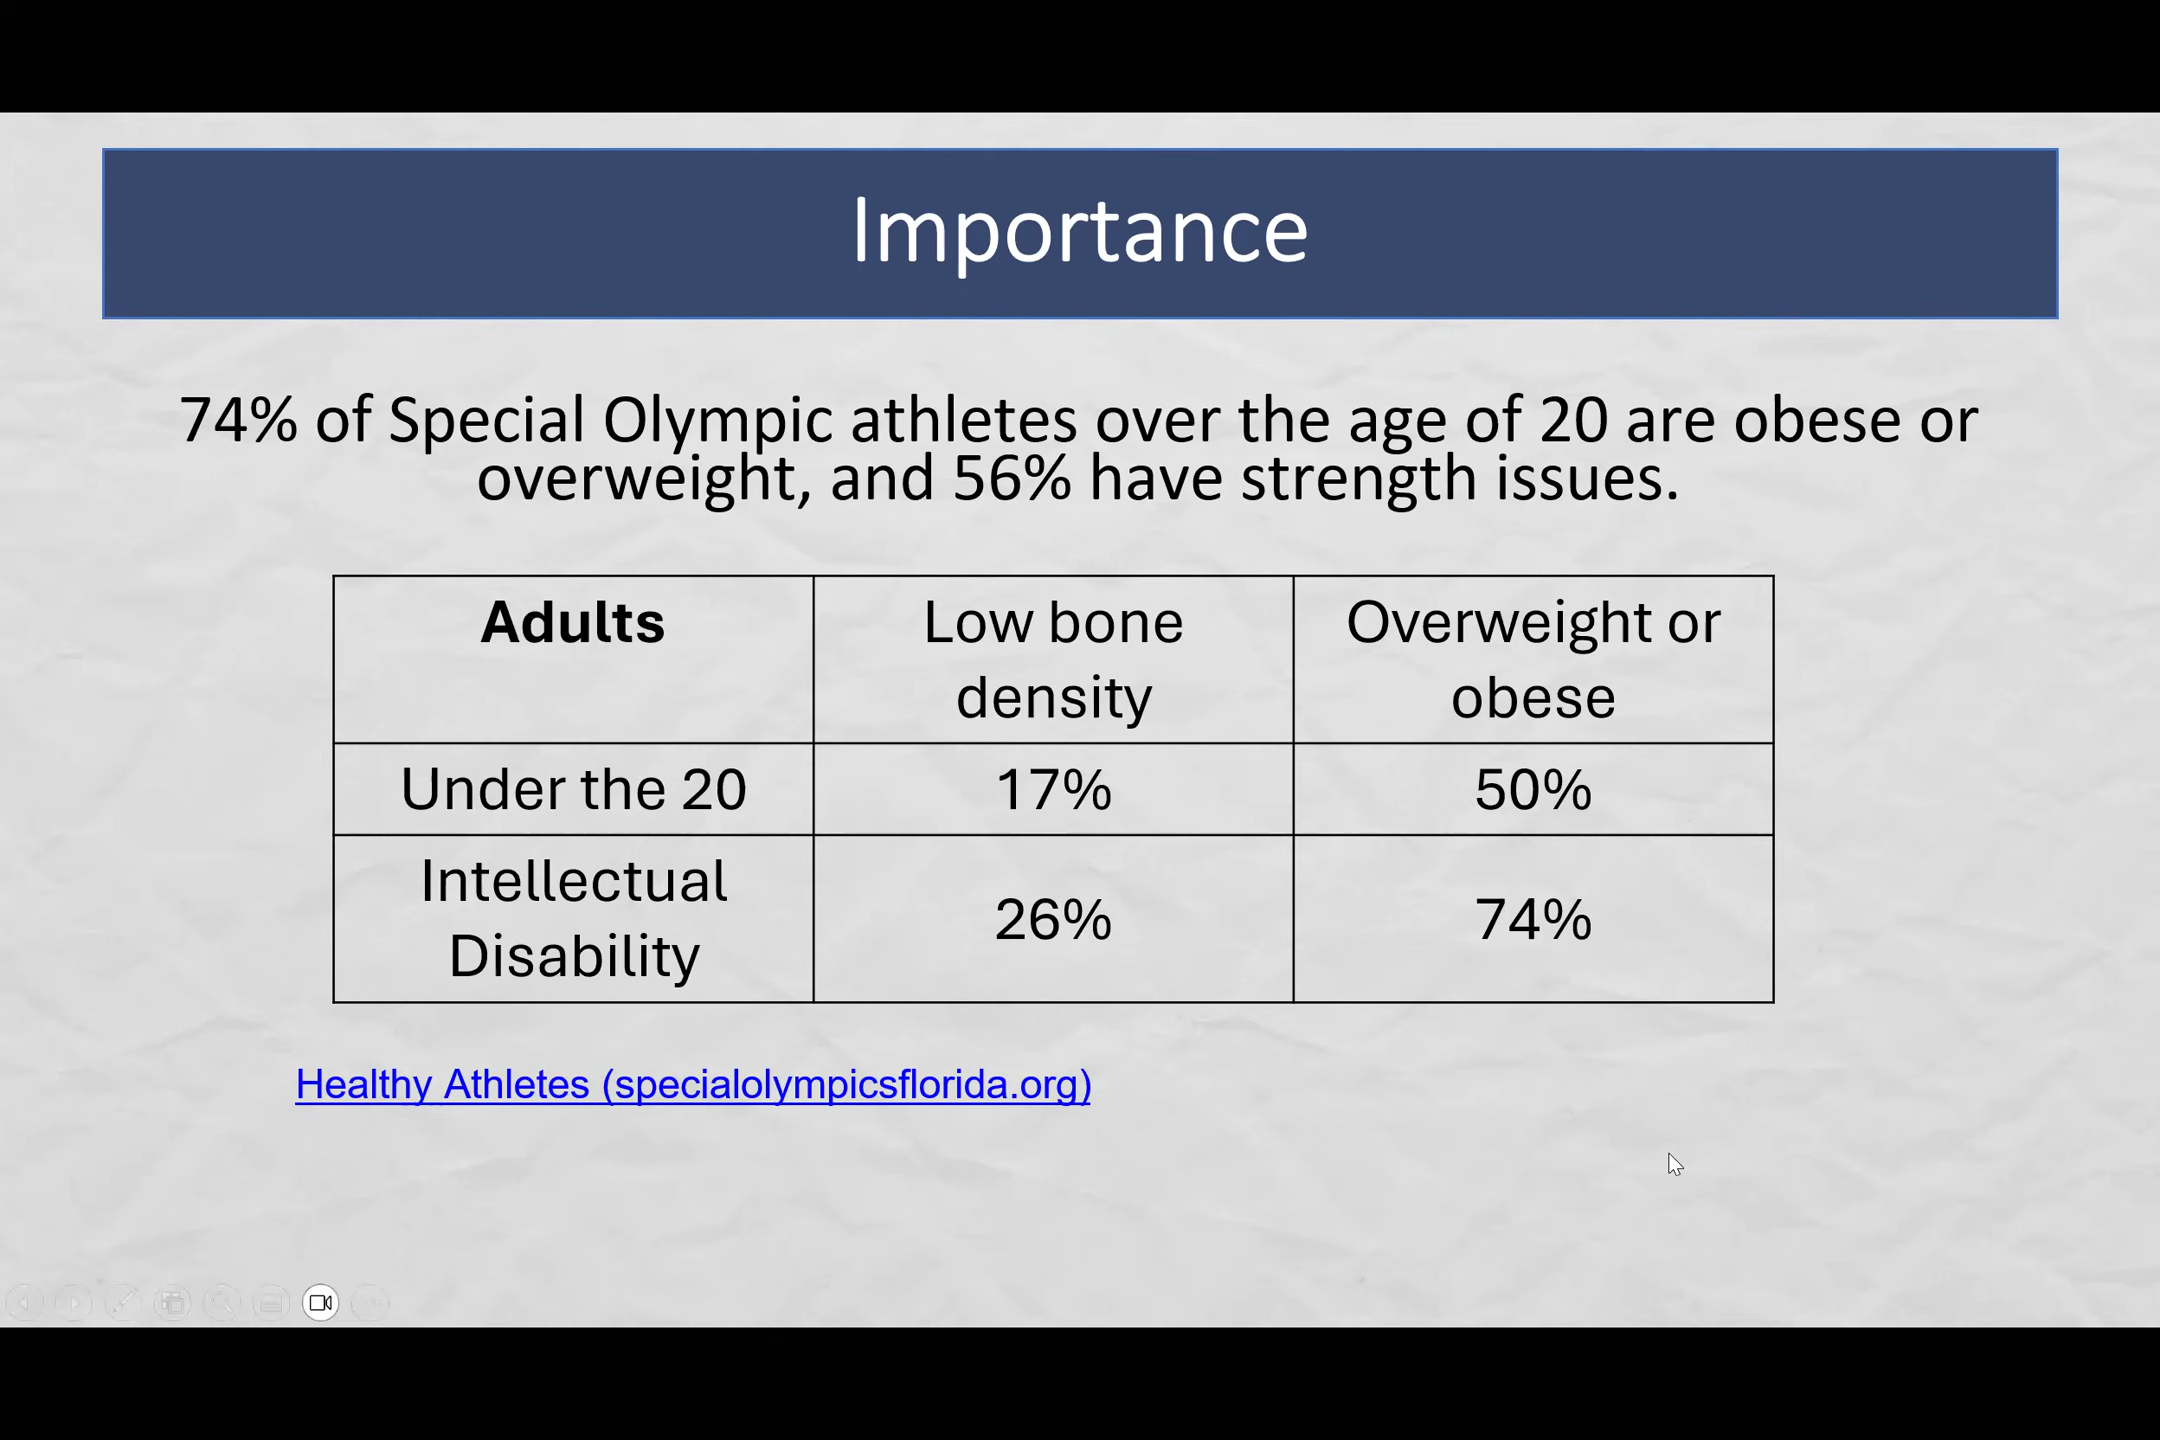 Importance
74% of Special Olympic athletes over the age of 20 are obese or
overweight, and 56% have strength issues.
Adults
Low bone
density
Overweight or
obese
Under the 20
17%
50%
Intellectual
Disability
26%
74%
Healthy Athletes (specialolympicsflorida.org)